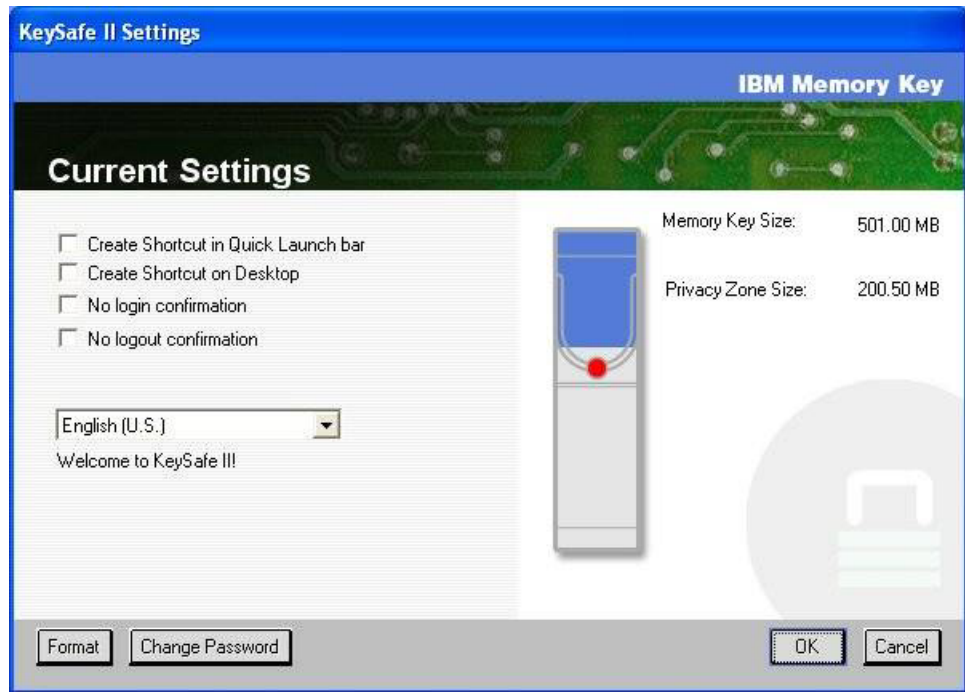 KeySafe II Settings
IBM Memory Key
Current Settings
Create Shortcut in Quick Launch bar
Create Shortcut on Desktop
No login confirmation
No logout confirmation
English (U.S.)
Welcome to KeySafe II!
Memory Key Size: 501.00 MB
Privacy Zone Size: 200.50 MB
Format Change Password OK Cancel